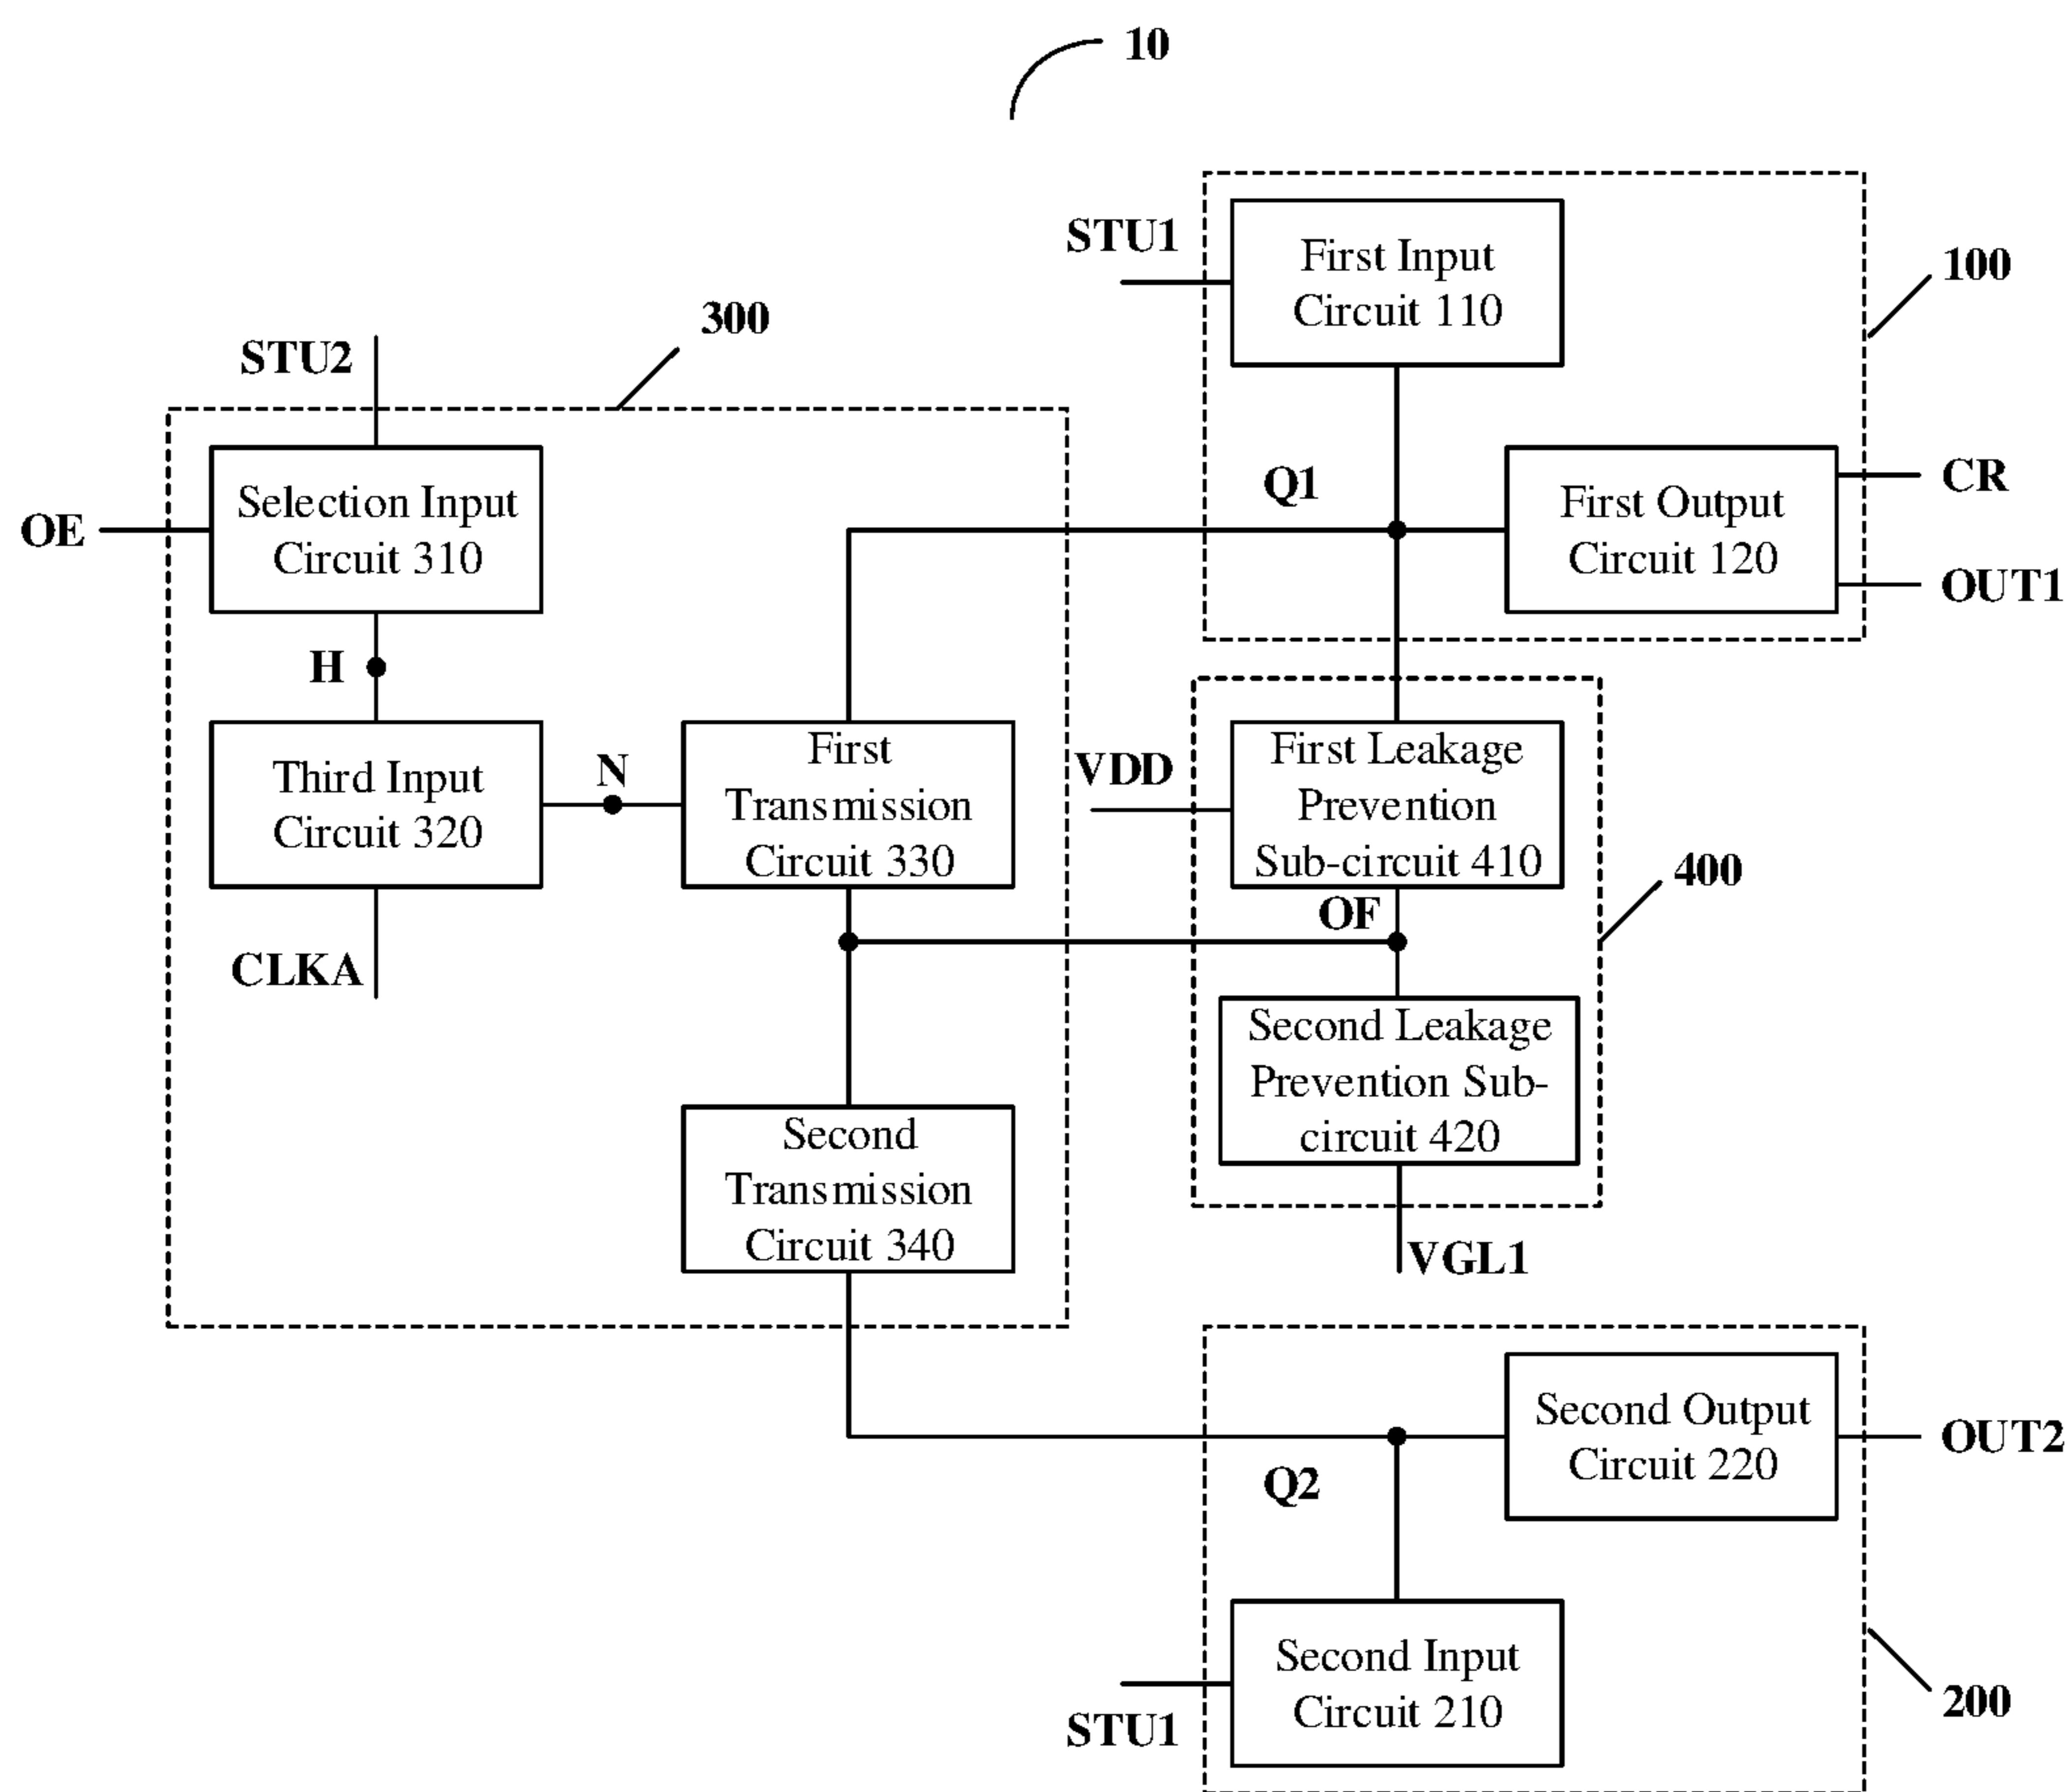 10
STU1
First Input
Circuit 110
100
300
STU2
Selection Input
Circuit 310
OE
Q1
First Output
Circuit 120
CR
OUT1
H
Third Input
Circuit 320
N
First
Transmission
Circuit 330
VDD
First Leakage
Prevention
Sub-circuit 410
400
OF
CLKA
Second Leakage
Prevention Sub-
circuit 420
Second
Transmission
Circuit 340
VGL1
Second Output
Circuit 220
OUT2
Q2
Second Input
Circuit 210
STU1
200